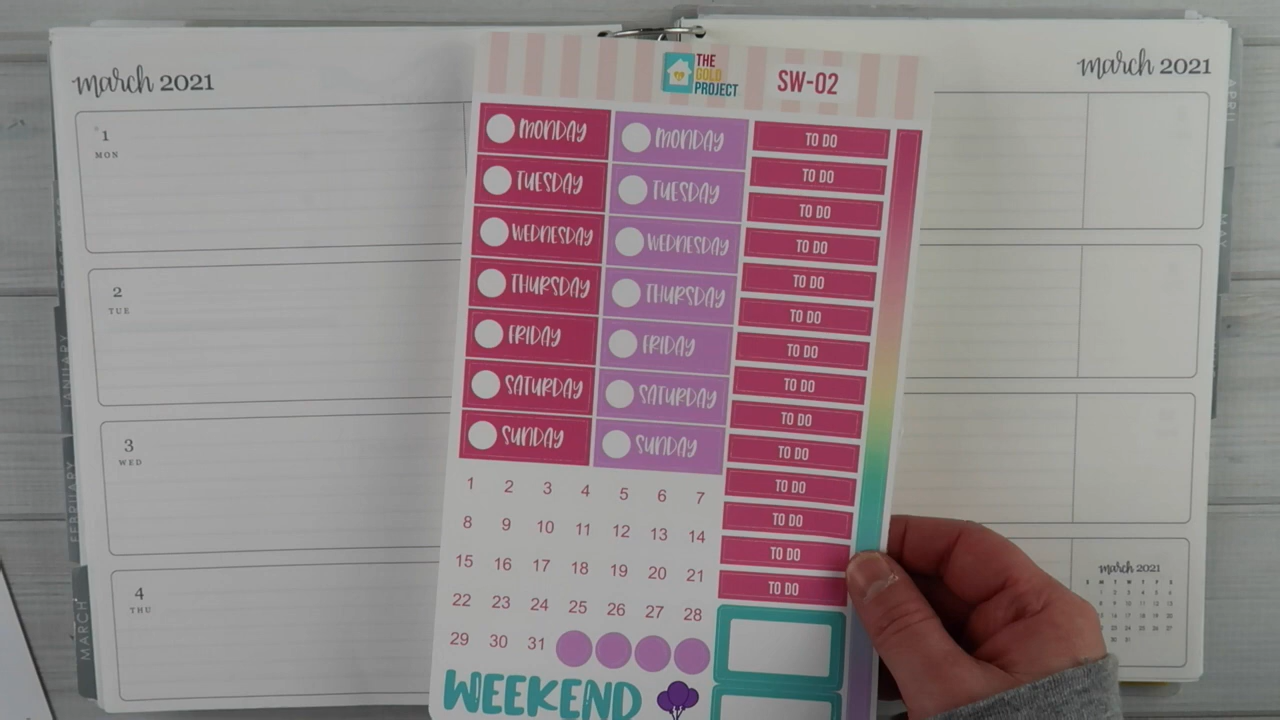 march 2021
1
MON
2
TUE
3
WED
4
THU
JANUARY
FEBRUARY
MARCH
THE GOLD PROJECT
SW-02
MONDAY
TUESDAY
WEDNESDAY
THURSDAY
FRIDAY
SATURDAY
SUNDAY
MONDAY
TUESDAY
WEDNESDAY
THURSDAY
FRIDAY
SATURDAY
SUNDAY
TO DO
TO DO
TO DO
TO DO
TO DO
TO DO
TO DO
TO DO
TO DO
TO DO
TO DO
TO DO
TO DO
TO DO
1 2 3 4 5 6 7
8 9 10 11 12 13 14
15 16 17 18 19 20 21
22 23 24 25 26 27 28
29 30 31
WEEKEND
march 2021
APRIL
MAY
march 2021